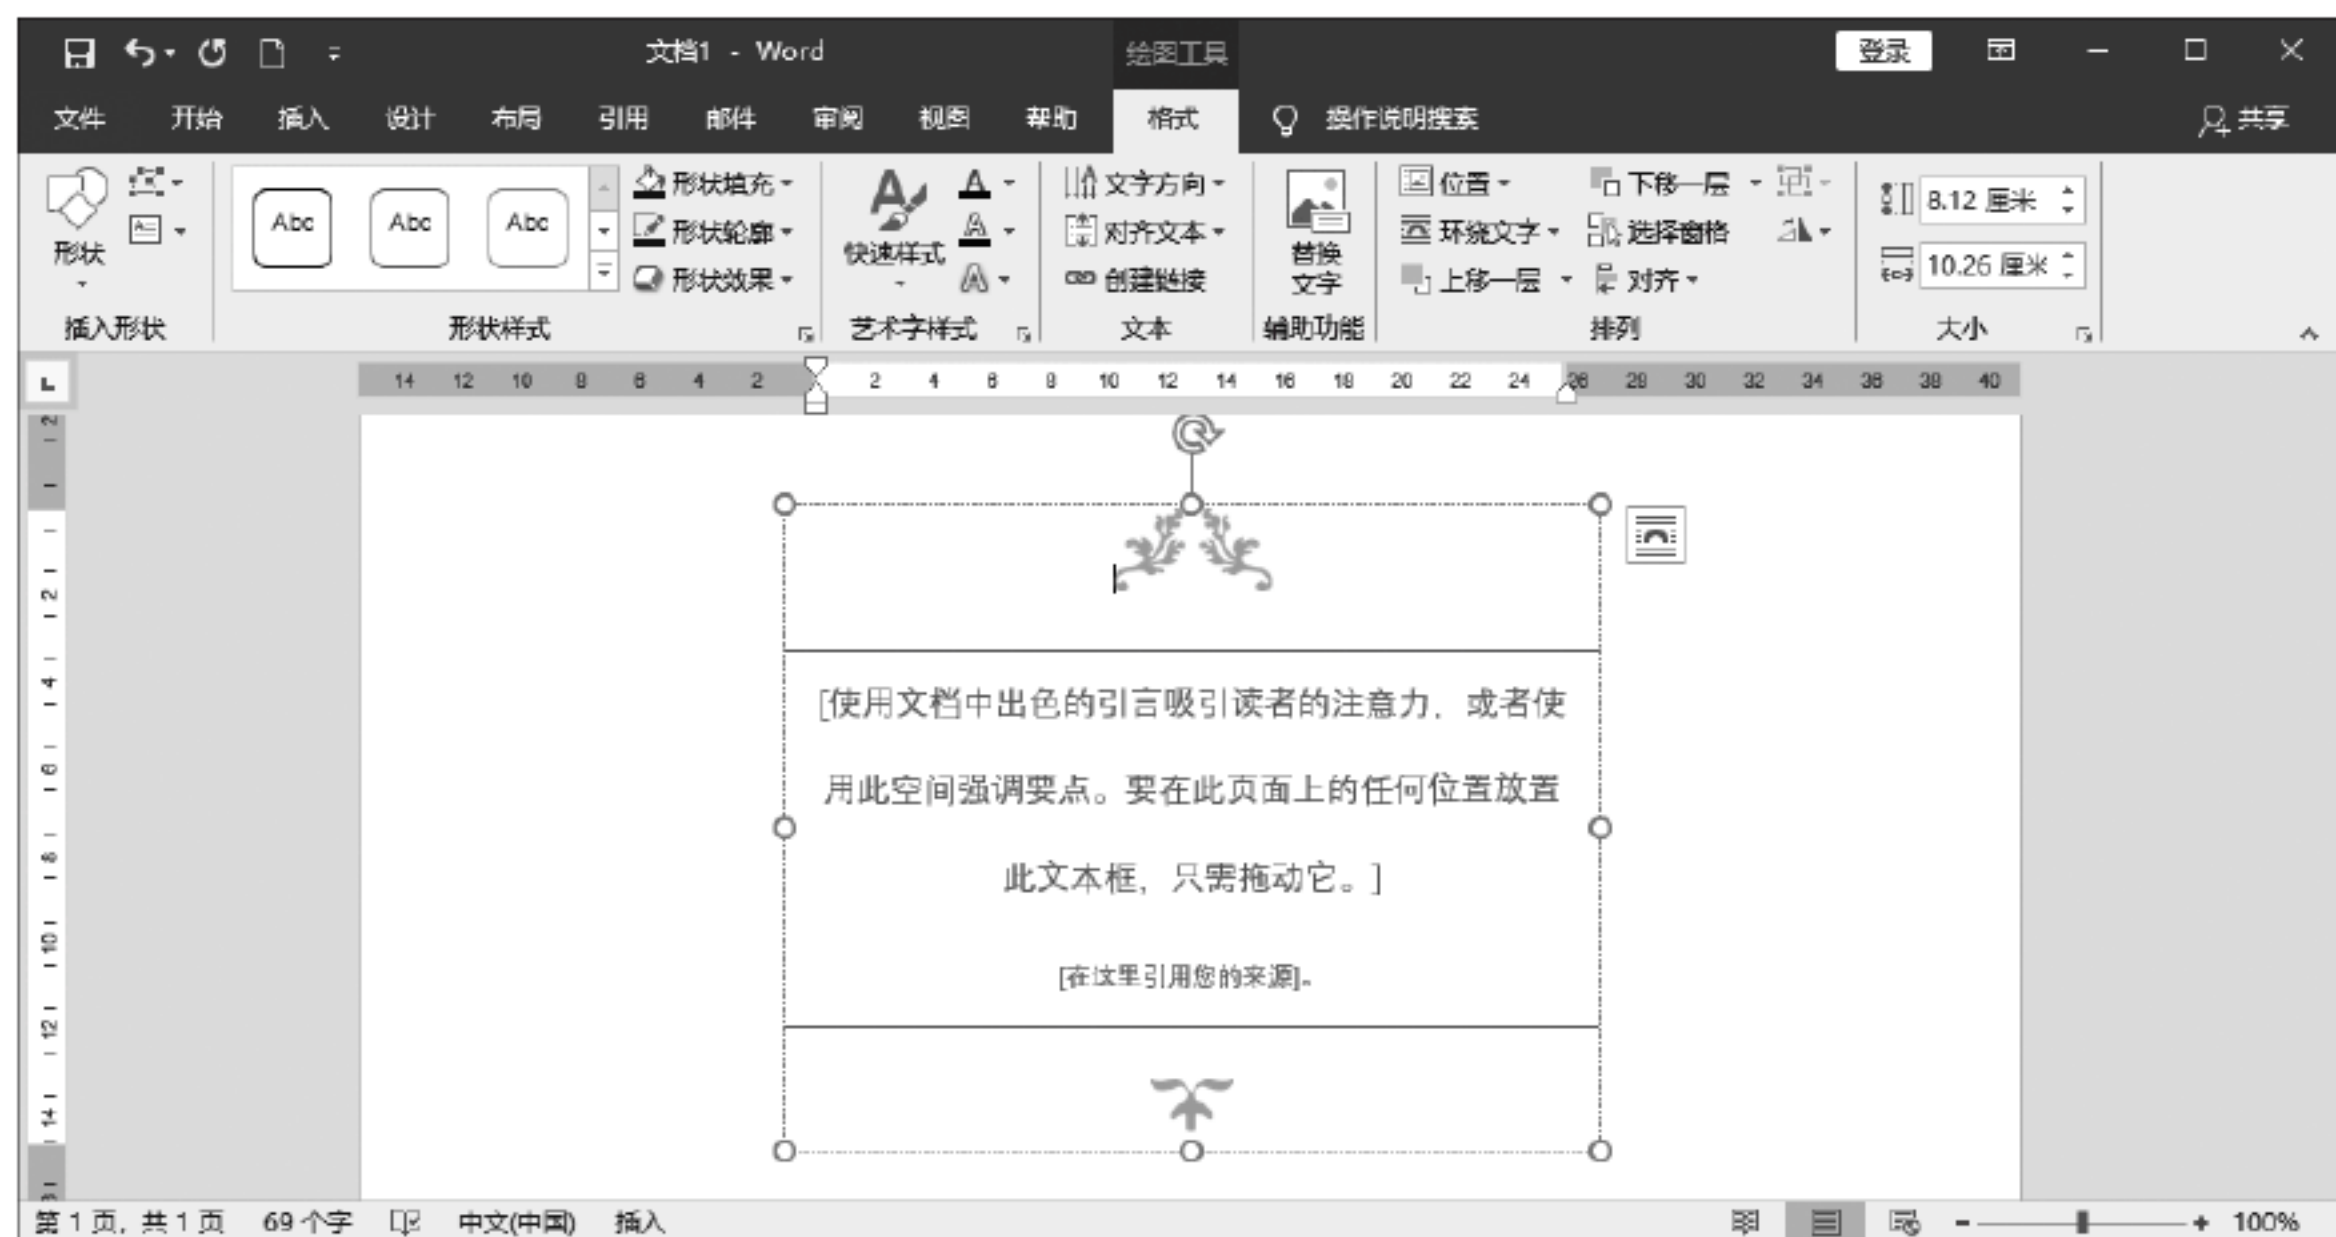 文档1 - Word
绘图工具
登录
文件 开始 插入 设计 布局 引用 邮件 审阅 视图 帮助 格式 操作说明搜索 共享
形状
插入形状
Abc Abc Abc
形状填充
形状轮廓
形状效果
形状样式
快速样式
艺术字样式
文字方向
对齐文本
创建链接
文本
替换
文字
辅助功能
位置
环绕文字
上移一层
下移一层
选择窗格
对齐
排列
8.12 厘米
10.26 厘米
大小
14 12 10 8 6 4 2 2 4 6 8 10 12 14 16 18 20 22 24 26 28 30 32 34 36 38 40
2
2
4
6
8
10
12
14
[使用文档中出色的引言吸引读者的注意力，或者使
用此空间强调要点。要在此页面上的任何位置放置
此文本框，只需拖动它。]
[在这里引用您的来源]。
第 1 页，共 1 页 69 个字 中文(中国) 插入 100%